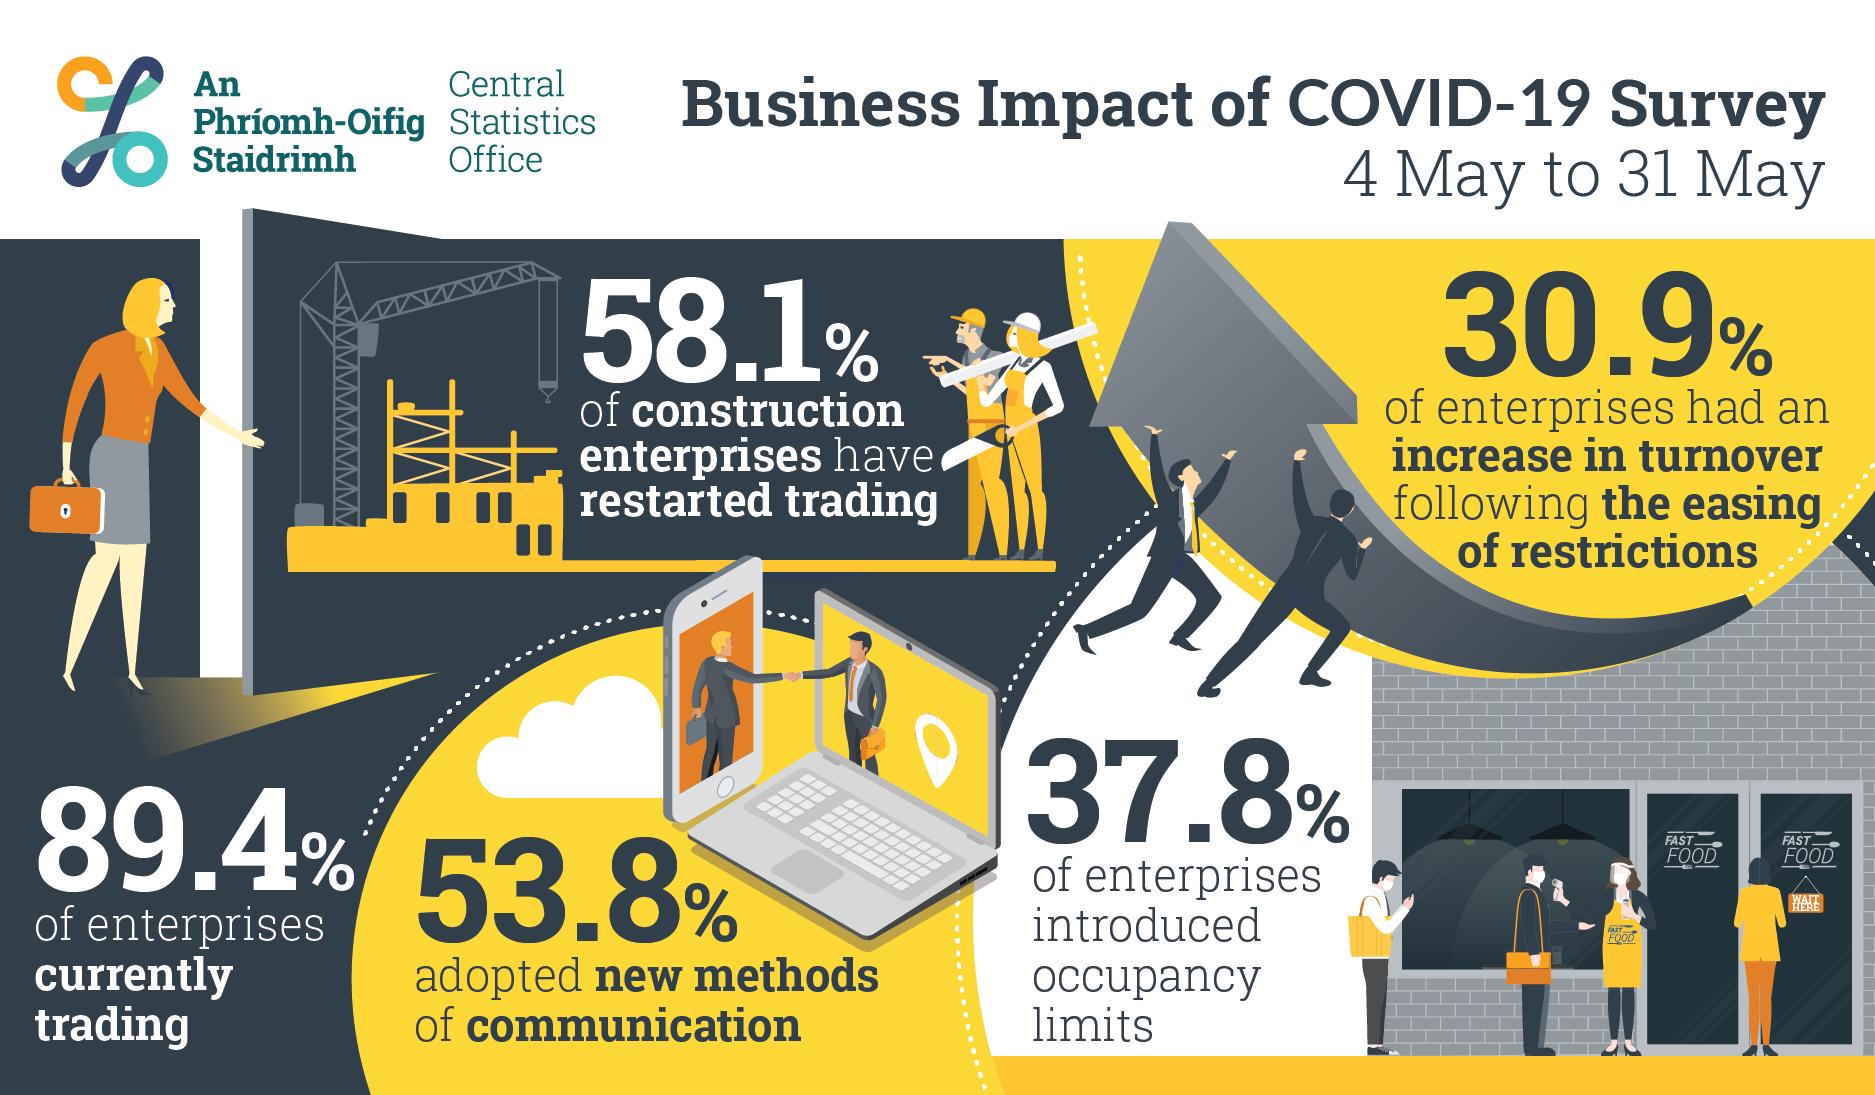 An
Phríomh-Oifig
Staidrimh
Central
Statistics
Office
Business Impact of COVID-19 Survey
4 May to 31 May
58.1%
of construction
enterprises have
restarted trading
30.9%
of enterprises had an
increase in turnover
following the easing
of restrictions
89.4%
of enterprises
currently
trading
53.8%
adopted new methods
of communication
37.8%
of enterprises
introduced
occupancy
limits
FAST
FOOD
FAST
FOOD
WAIT
HERE
FAST
FOOD